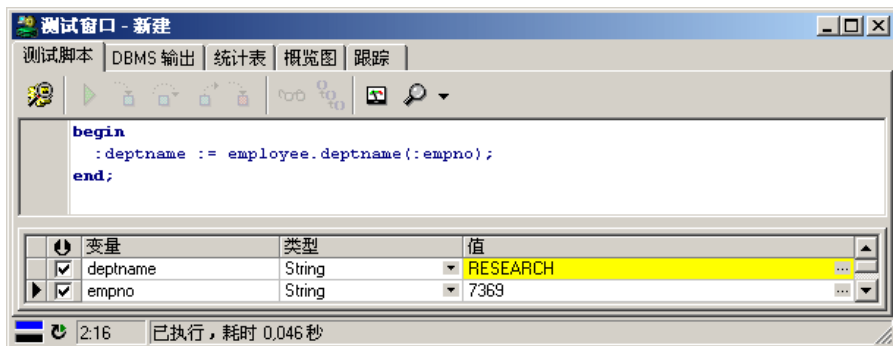 测试窗口 - 新建
测试脚本 DBMS 输出 统计表 概览图 跟踪
begin
:deptname := employee.deptname(:empno);
end;
变量 类型 值
deptname String RESEARCH
empno String 7369
2:16 已执行，耗时 0.046 秒